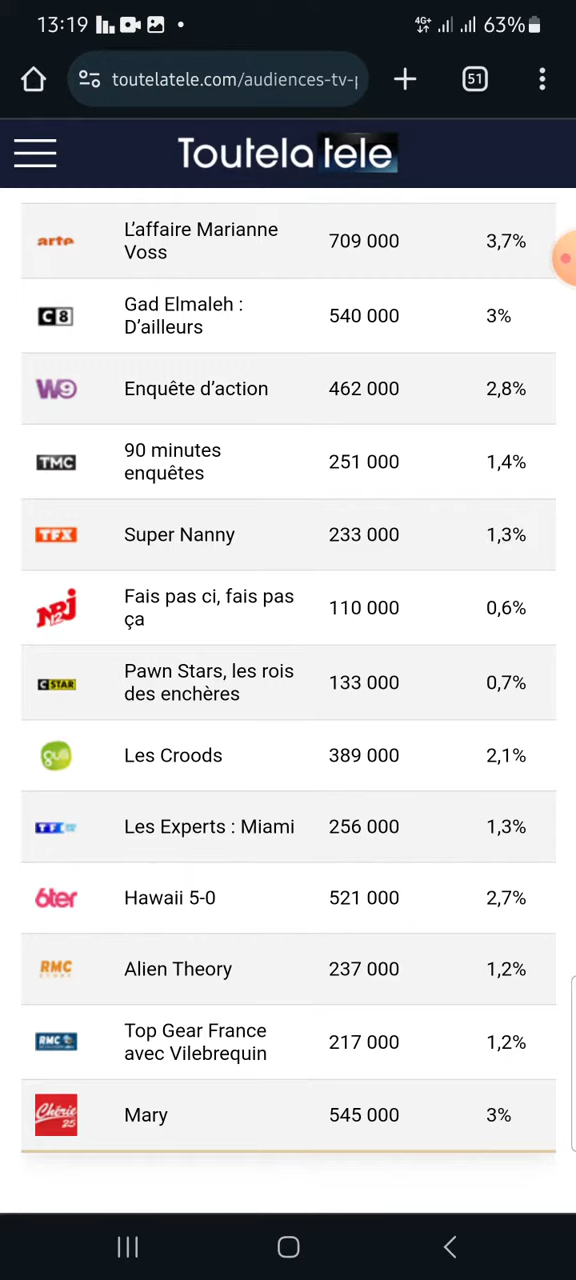 13:19 4G+ 63%
toutelatele.com/audiences-tv-p 51
Toutelatele
arte L’affaire Marianne 709 000 3,7%
Voss
C8 Gad Elmaleh : 540 000 3%
D’ailleurs
W9 Enquête d’action 462 000 2,8%
TMC 90 minutes 251 000 1,4%
enquêtes
TFX Super Nanny 233 000 1,3%
NRJ12 Fais pas ci, fais pas 110 000 0,6%
ça
CSTAR Pawn Stars, les rois 133 000 0,7%
des enchères
gulli Les Croods 389 000 2,1%
TF1 Les Experts : Miami 256 000 1,3%
6ter Hawaii 5-0 521 000 2,7%
RMC STORY Alien Theory 237 000 1,2%
RMC Top Gear France 217 000 1,2%
avec Vilebrequin
Chérie 25 Mary 545 000 3%